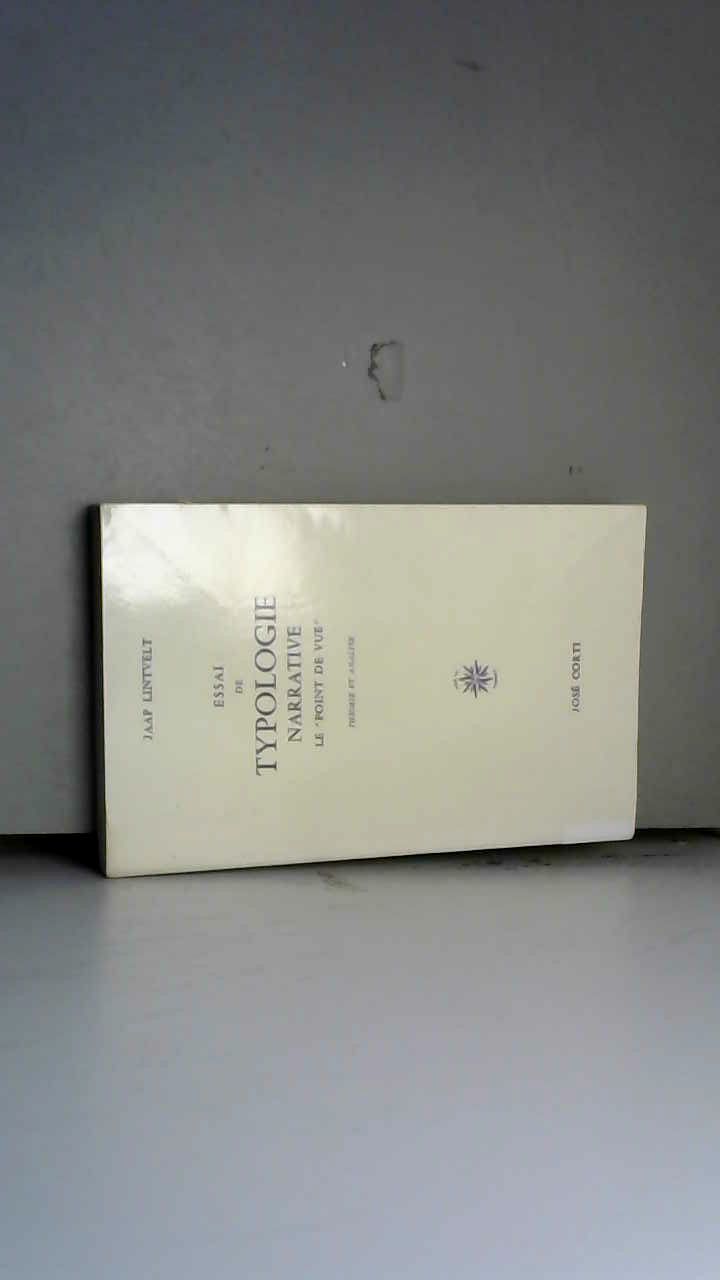 JAAP LINTVELT
ESSAI
DE
TYPOLOGIE
NARRATIVE
LE "POINT DE VUE"
THÉORIE ET ANALYSE
JOSÉ CORTI